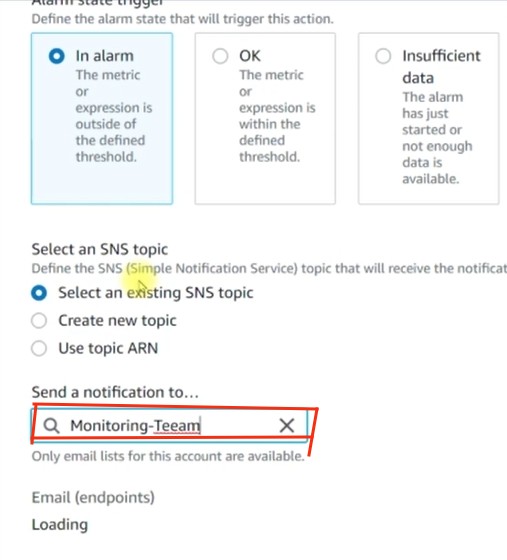 Alarm state trigger
Define the alarm state that will trigger this action.
In alarm
The metric
or
expression is
outside of
the defined
threshold.
OK
The metric
or
expression is
within the
defined
threshold.
Insufficient
data
The alarm
has just
started or
not enough
data is
available.
Select an SNS topic
Define the SNS (Simple Notification Service) topic that will receive the notificat
Select an existing SNS topic
Create new topic
Use topic ARN
Send a notification to...
Monitoring-Teeam
Only email lists for this account are available.
Email (endpoints)
Loading